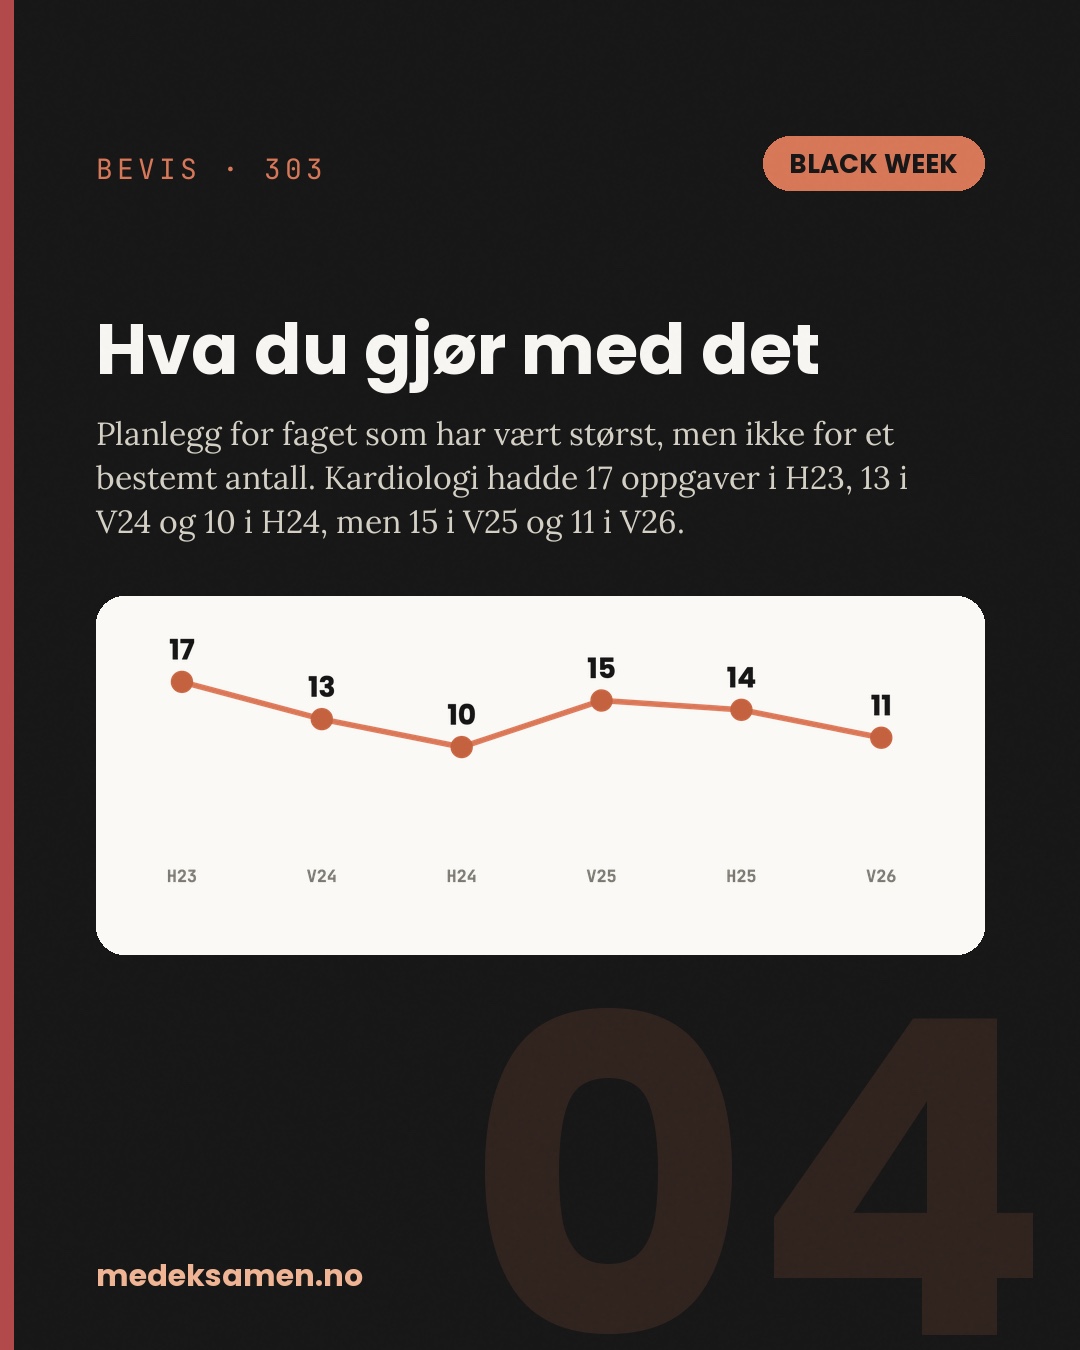 BEVIS · 303
BLACK WEEK
Hva du gjør med det
Planlegg for faget som har vært størst, men ikke for et
bestemt antall. Kardiologi hadde 17 oppgaver i H23, 13 i
V24 og 10 i H24, men 15 i V25 og 11 i V26.
17
13
10
15
14
11
H23
V24
H24
V25
H25
V26
04
medeksamen.no